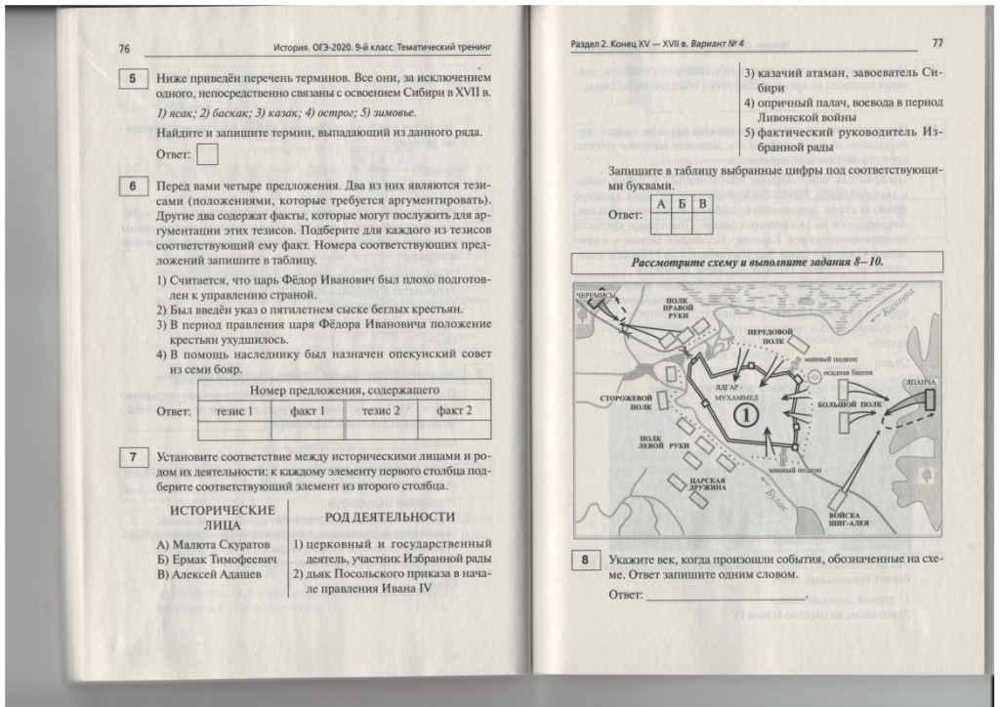 76
История. ОГЭ-2020. 9-й класс. Тематический тренинг
5
Ниже приведён перечень терминов. Все они, за исключением
одного, непосредственно связаны с освоением Сибири в XVII в.
1) ясак; 2) баскак; 3) казак; 4) острог; 5) зимовье.
Найдите и запишите термин, выпадающий из данного ряда.
Ответ:
6
Перед вами четыре предложения. Два из них являются тези-
сами (положениями, которые требуется аргументировать).
Другие два содержат факты, которые могут послужить для ар-
гументации этих тезисов. Подберите для каждого из тезисов
соответствующий ему факт. Номера соответствующих пред-
ложений запишите в таблицу.
1) Считается, что царь Фёдор Иванович был плохо подготов-
лен к управлению страной.
2) Был введён указ о пятилетнем сыске беглых крестьян.
3) В период правления царя Фёдора Ивановича положение
крестьян ухудшилось.
4) В помощь наследнику был назначен опекунский совет
из семи бояр.
Номер предложения, содержащего
Ответ:
тезис 1
факт 1
тезис 2
факт 2
7
Установите соответствие между историческими лицами и ро-
дом их деятельности: к каждому элементу первого столбца под-
берите соответствующий элемент из второго столбца.
ИСТОРИЧЕСКИЕ
ЛИЦА
А) Малюта Скуратов
Б) Ермак Тимофеевич
В) Алексей Адашев
РОД ДЕЯТЕЛЬНОСТИ
1) церковный и государственный
деятель, участник Избранной рады
2) дьяк Посольского приказа в нача-
ле правления Ивана IV
Раздел 2. Конец XV — XVII в. Вариант № 4
77
3) казачий атаман, завоеватель Си-
бири
4) опричный палач, воевода в период
Ливонской войны
5) фактический руководитель Из-
бранной рады
Запишите в таблицу выбранные цифры под соответствующи-
ми буквами.
Ответ:
А
Б
В
Рассмотрите схему и выполните задания 8–10.
ЧЕРЕМИСЫ
ПОЛК
ПРАВОЙ
РУКИ
Казанка
ПЕРЕДОВОЙ
ПОЛК
минный подкоп
осадная башня
ЯПАНЧА
ЯДГАР-
МУХАММЕД
СТОРОЖЕВОЙ
ПОЛК
БОЛЬШОЙ ПОЛК
1
ПОЛК
ЛЕВОЙ РУКИ
минный подкоп
ЦАРСКАЯ
ДРУЖИНА
Булак
ВОЙСКА
ШИГ-АЛЕЯ
8
Укажите век, когда произошли события, обозначенные на схе-
ме. Ответ запишите одним словом.
Ответ: